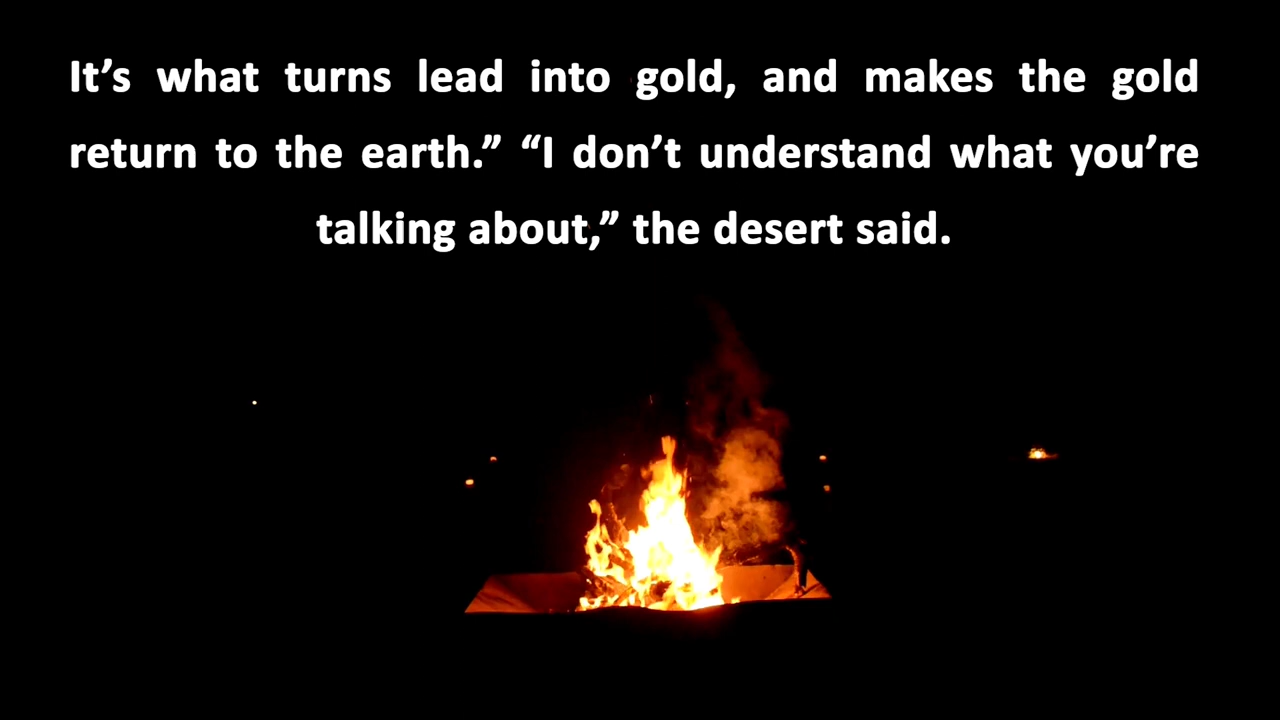 It’s what turns lead into gold, and makes the gold
return to the earth.” “I don’t understand what you’re
talking about,” the desert said.